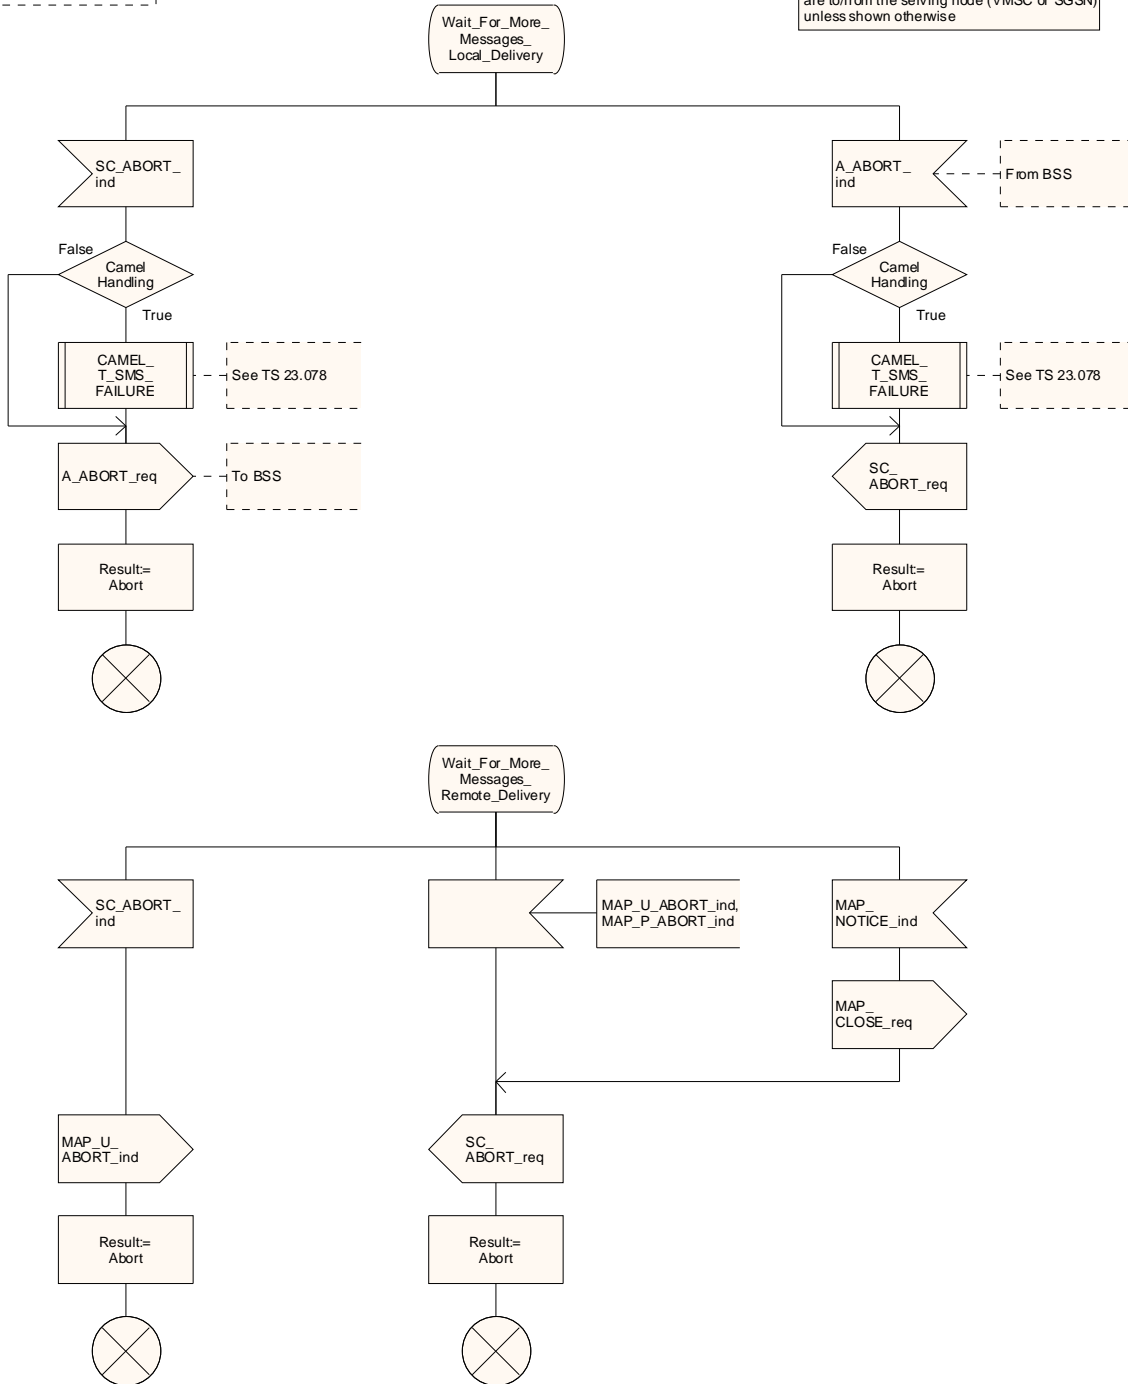 are to/from the serving node (VMSC or SGSN)
unless shown otherwise
Wait_For_More_
Messages_
Local_Delivery
SC_ABORT_
ind
A_ABORT_
ind
From BSS
False
Camel
Handling
True
False
Camel
Handling
True
CAMEL_
T_SMS_
FAILURE
See TS 23.078
CAMEL_
T_SMS_
FAILURE
See TS 23.078
A_ABORT_req
To BSS
SC_
ABORT_req
Result:=
Abort
Result:=
Abort
Wait_For_More_
Messages_
Remote_Delivery
SC_ABORT_
ind
MAP_U_ABORT_ind,
MAP_P_ABORT_ind
MAP_
NOTICE_ind
MAP_
CLOSE_req
MAP_U_
ABORT_ind
SC_
ABORT_req
Result:=
Abort
Result:=
Abort